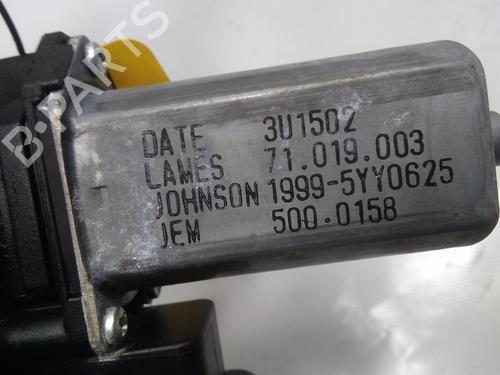 DATE 3U1502
LAMES 71.019.003
JOHNSON 1999-5YY0625
JEM 500.0158
B-PARTS